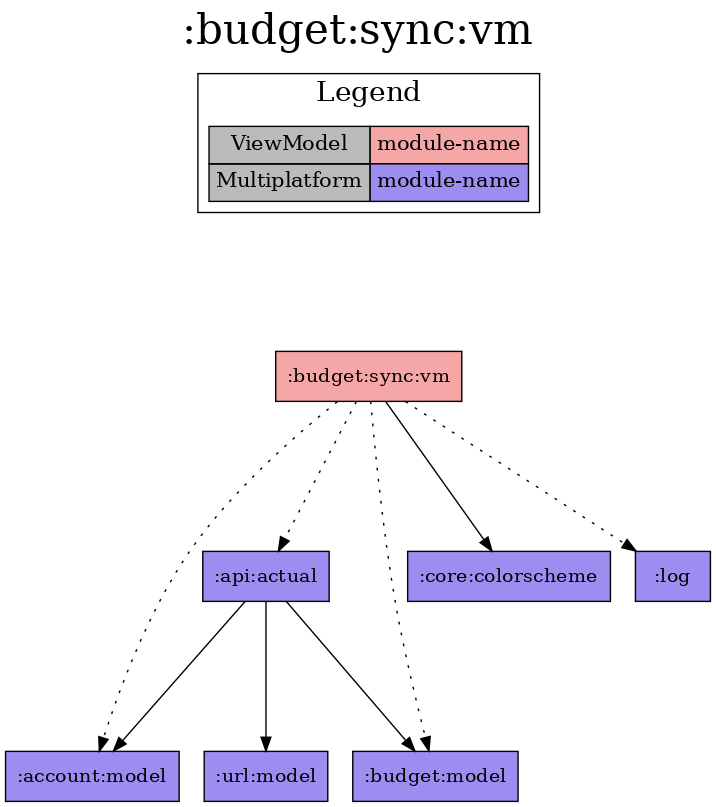 :budget:sync:vm
Legend
ViewModel module-name
Multiplatform module-name
:budget:sync:vm
:api:actual :core:colorscheme :log
:account:model :url:model :budget:model